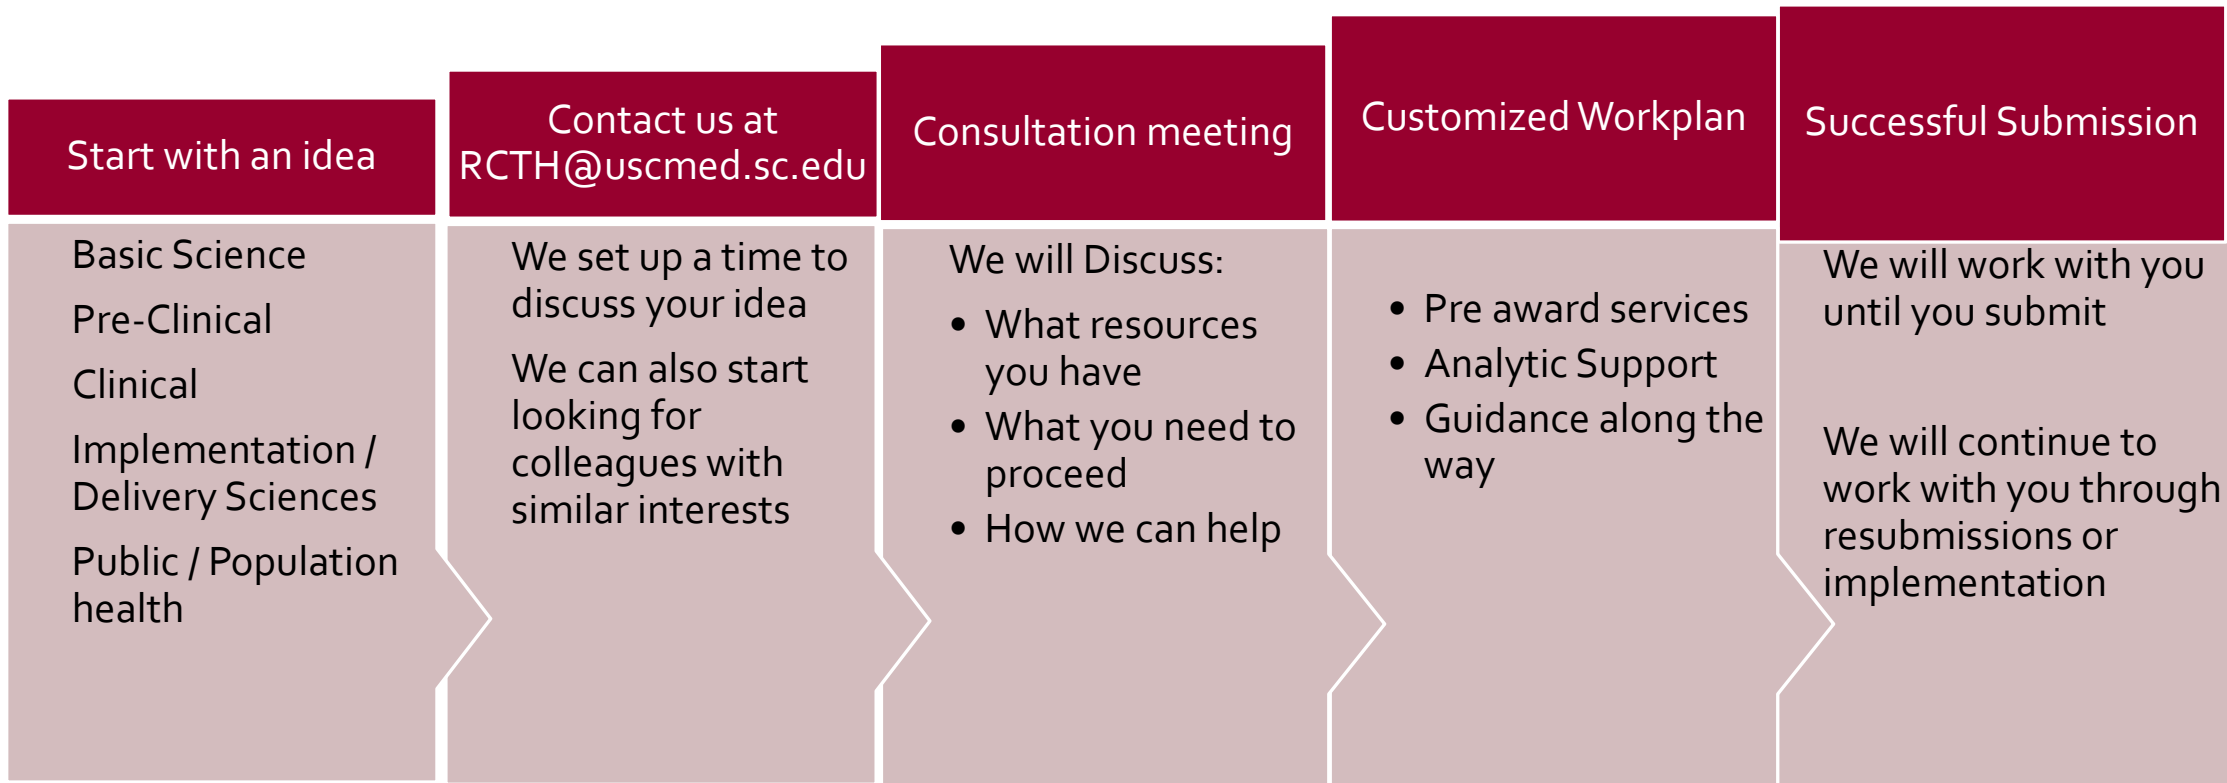 Start with an idea
Basic Science
Pre-Clinical
Clinical
Implementation /
Delivery Sciences
Public / Population
health
Contact us at
RCTH@uscmed.sc.edu
We set up a time to
discuss your idea
We can also start
looking for
colleagues with
similar interests
Consultation meeting
We will Discuss:
• What resources
you have
• What you need to
proceed
• How we can help
Customized Workplan
• Pre award services
• Analytic Support
• Guidance along the
way
Successful Submission
We will work with you
until you submit
We will continue to
work with you through
resubmissions or
implementation